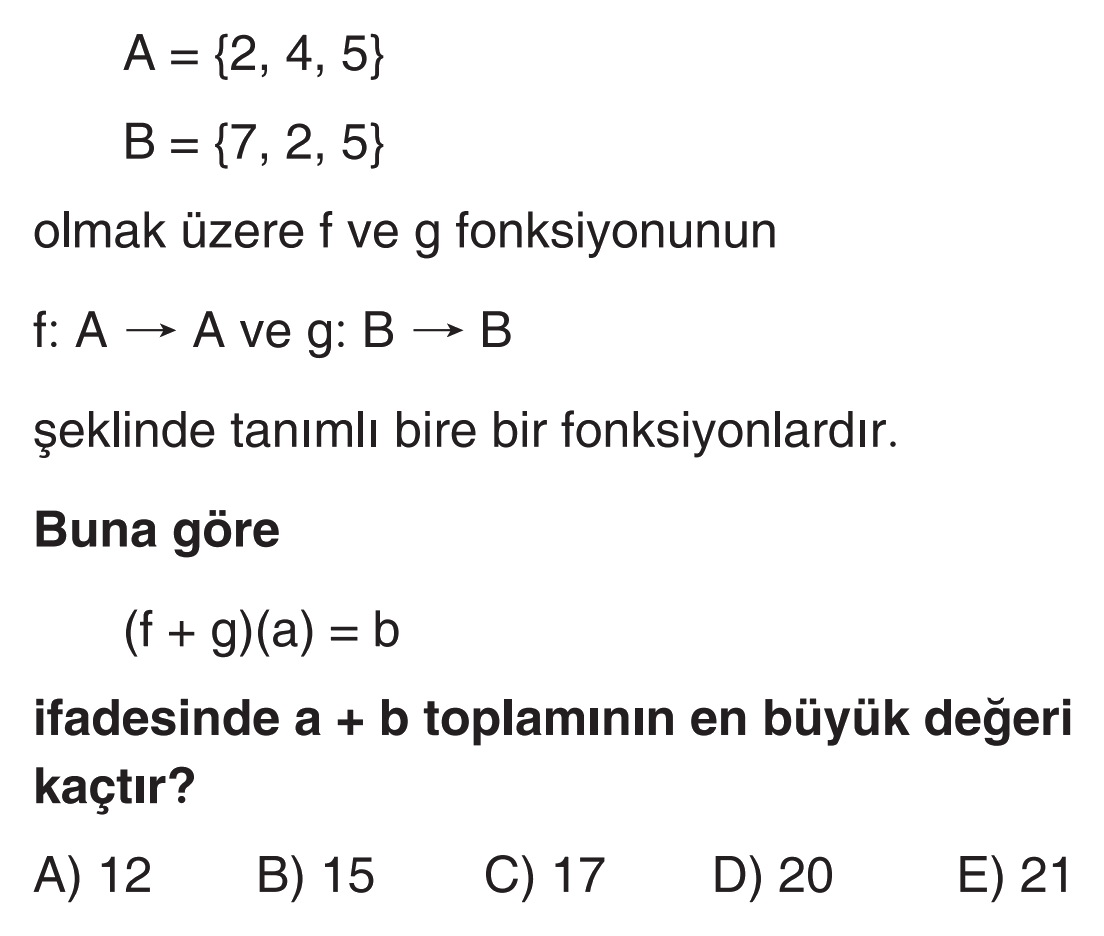 A = {2, 4, 5}
B = {7, 2, 5}
olmak üzere f ve g fonksiyonunun
f: A → A ve g: B → B
şeklinde tanımlı bire bir fonksiyonlardır.
Buna göre
(f + g)(a) = b
ifadesinde a + b toplamının en büyük değeri
kaçtır?
A) 12 B) 15 C) 17 D) 20 E) 21